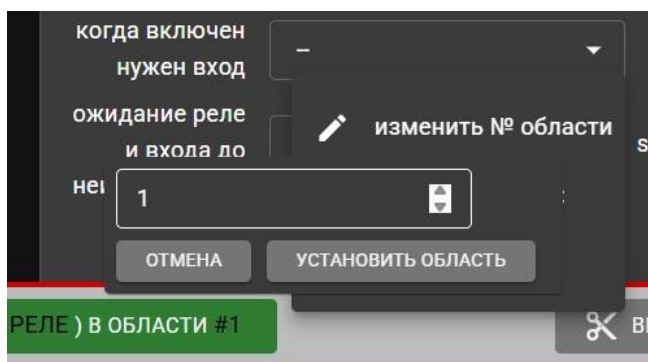 когда включен
нужен вход
–
ожидание реле
и входа до
изменить № области
1
ОТМЕНА
УСТАНОВИТЬ ОБЛАСТЬ
РЕЛЕ ) В ОБЛАСТИ #1